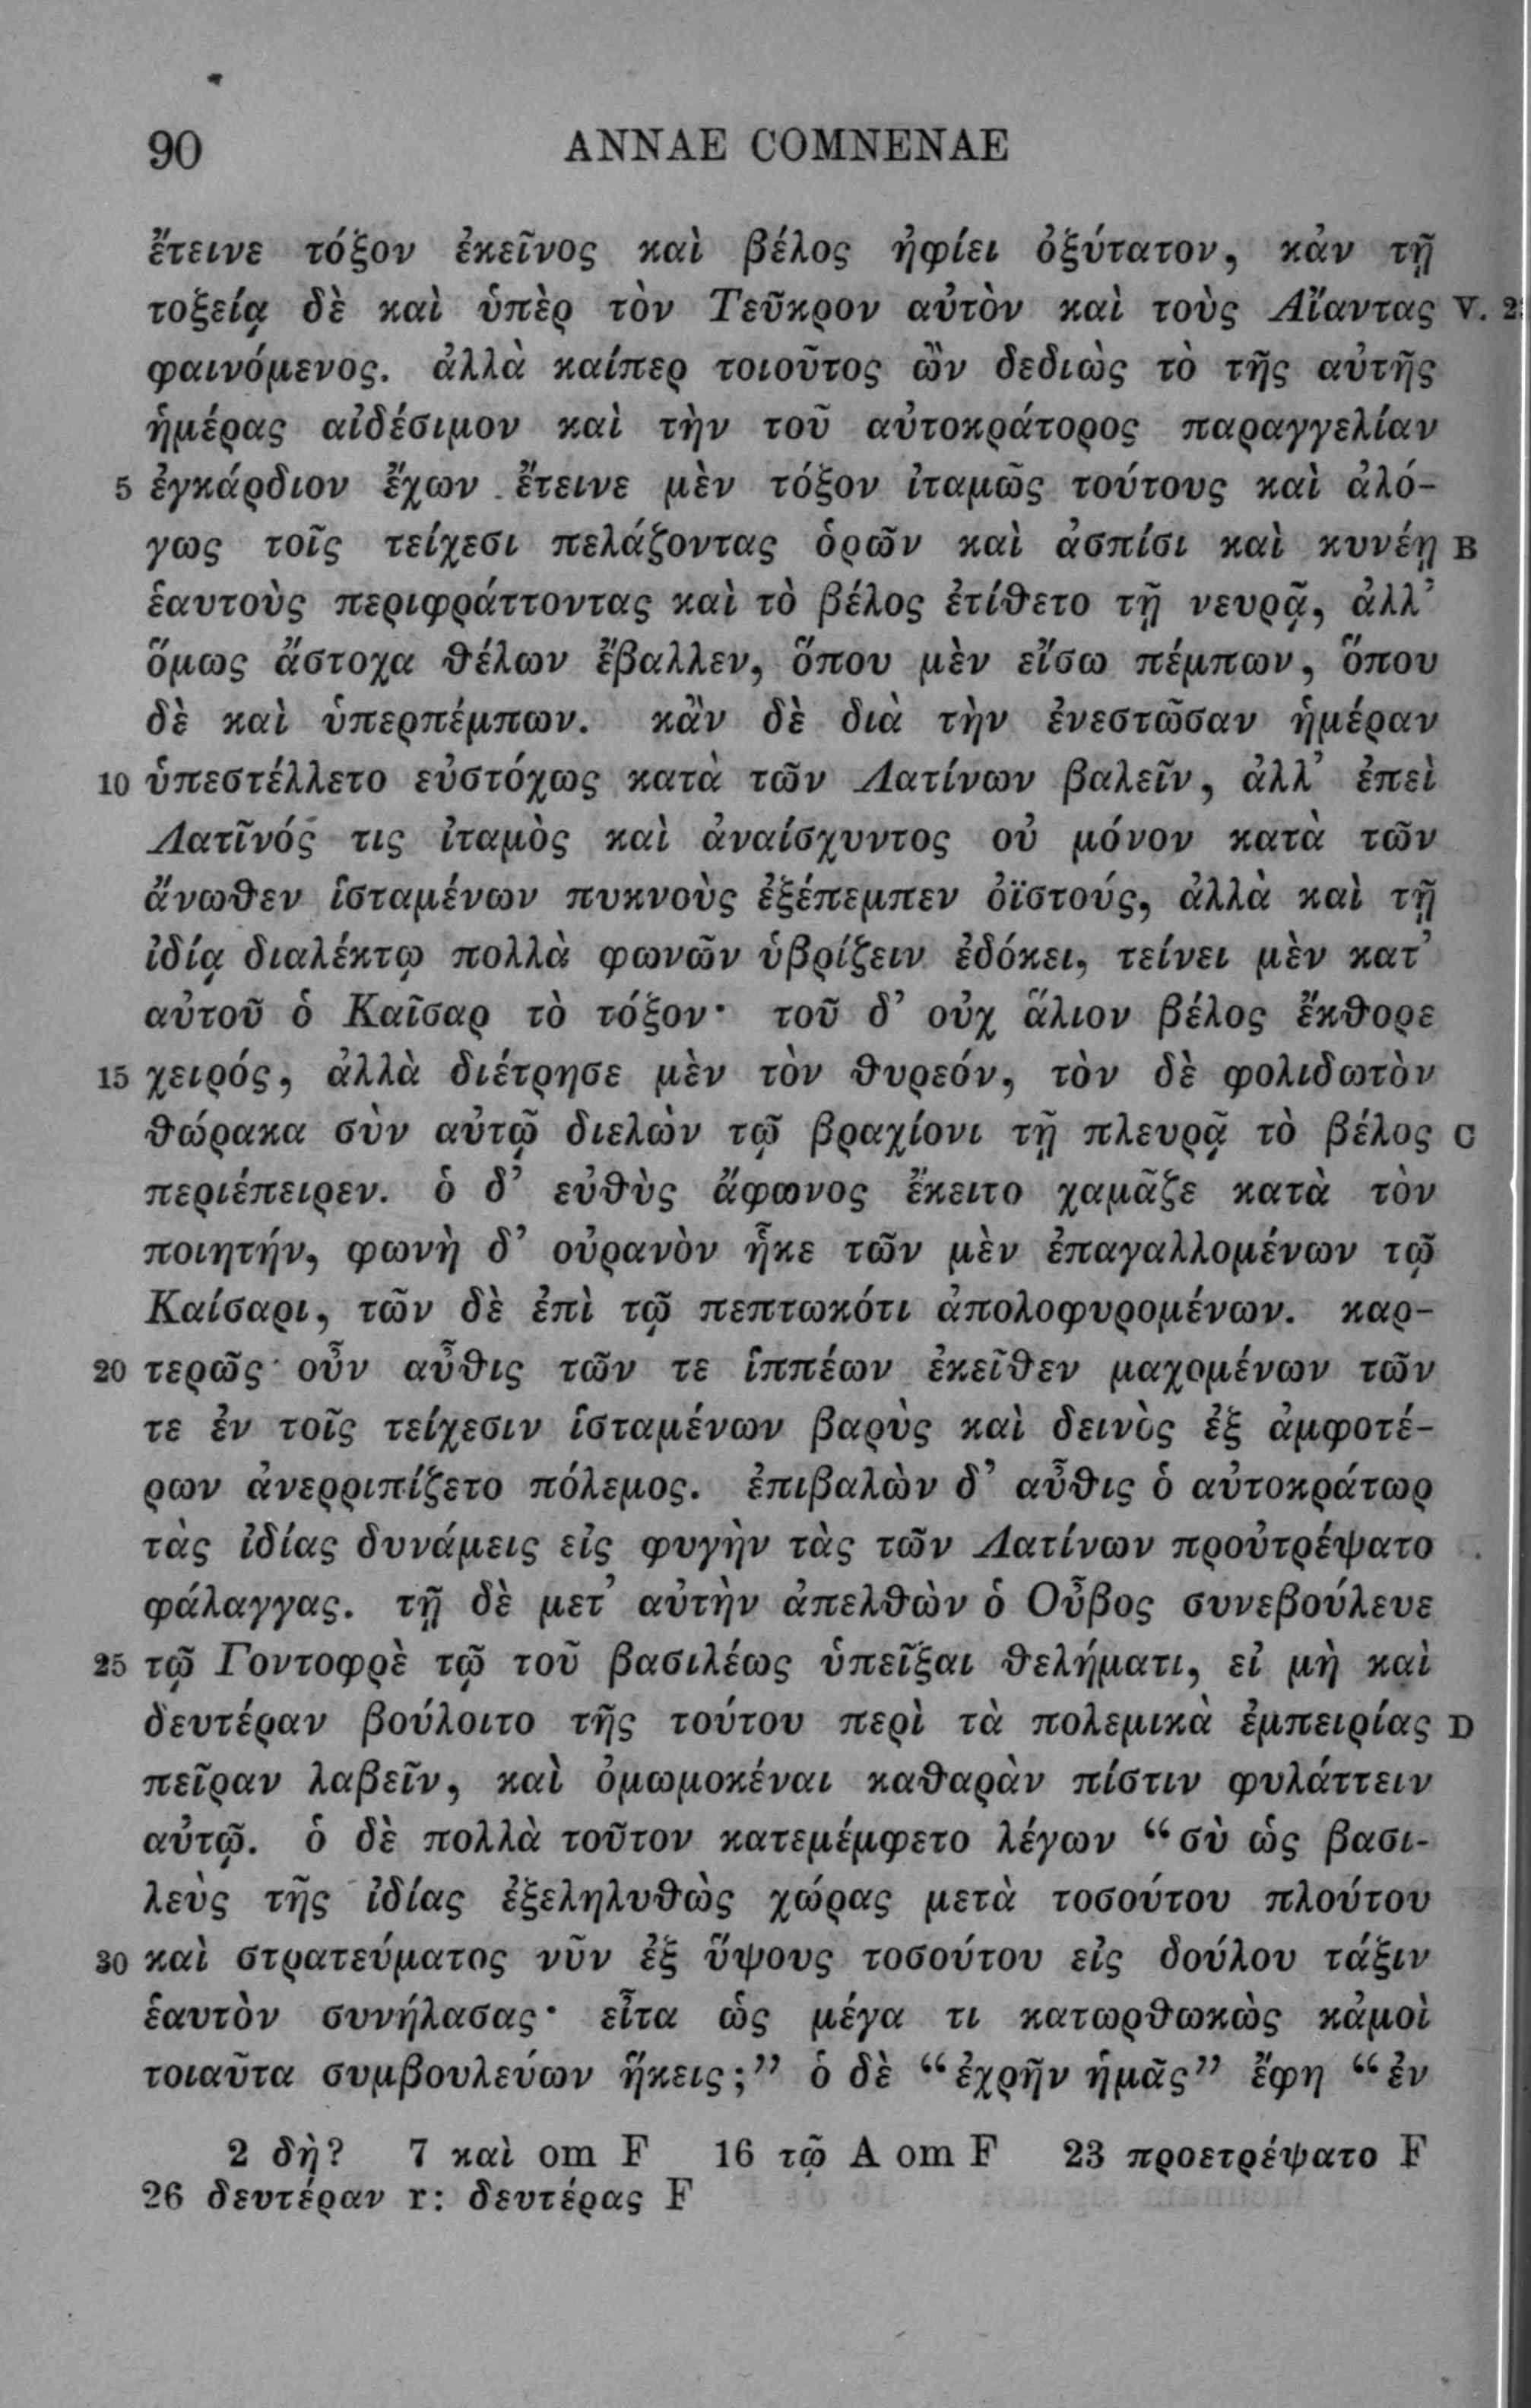 90 ANNAE COMNENAE
ἔτεινε τόξον ἐκεῖνος καὶ βέλος ἠφίει ὀξύτατον, κἀν τῇ
τοξείᾳ δὲ καὶ ὑπὲρ τὸν Τεῦκρον αὐτὸν καὶ τοὺς Αἴαντας V. 2
φαινόμενος. ἀλλὰ καίπερ τοιοῦτος ὢν δεδιὼς τὸ τῆς αὐτῆς
ἡμέρας αἰδέσιμον καὶ τὴν τοῦ αὐτοκράτορος παραγγελίαν
5 ἐγκάρδιον ἔχων ἔτεινε μὲν τόξον ἰταμῶς τούτους καὶ ἀλό-
γως τοῖς τείχεσι πελάζοντας ὁρῶν καὶ ἀσπίσι καὶ κυνέῃ B
ἑαυτοὺς περιφράττοντας καὶ τὸ βέλος ἐτίθετο τῇ νευρᾷ, ἀλλ’
ὅμως ἄστοχα θέλων ἔβαλλεν, ὅπου μὲν εἴσω πέμπων, ὅπου
δὲ καὶ ὑπερπέμπων. κἂν δὲ διὰ τὴν ἐνεστῶσαν ἡμέραν
10 ὑπεστέλλετο εὐστόχως κατὰ τῶν Λατίνων βαλεῖν, ἀλλ’ ἐπεὶ
Λατῖνός τις ἰταμὸς καὶ ἀναίσχυντος οὐ μόνον κατὰ τῶν
ἄνωθεν ἱσταμένων πυκνοὺς ἐξέπεμπεν ὀϊστούς, ἀλλὰ καὶ τῇ
ἰδίᾳ διαλέκτῳ πολλὰ φωνῶν ὑβρίζειν ἐδόκει, τείνει μὲν κατ’
αὐτοῦ ὁ Καῖσαρ τὸ τόξον· τοῦ δ’ οὐχ ἅλιον βέλος ἔκθορε
15 χειρός, ἀλλὰ διέτρησε μὲν τὸν θυρεόν, τὸν δὲ φολιδωτὸν
θώρακα σὺν αὐτῷ διελὼν τῷ βραχίονι τῇ πλευρᾷ τὸ βέλος C
περιέπειρεν. ὁ δ’ εὐθὺς ἄφωνος ἔκειτο χαμᾶζε κατὰ τὸν
ποιητήν, φωνὴ δ’ οὐρανὸν ἧκε τῶν μὲν ἐπαγαλλομένων τῷ
Καίσαρι, τῶν δὲ ἐπὶ τῷ πεπτωκότι ἀπολοφυρομένων. καρ-
20 τερῶς οὖν αὖθις τῶν τε ἱππέων ἐκεῖθεν μαχομένων τῶν
τε ἐν τοῖς τείχεσιν ἱσταμένων βαρὺς καὶ δεινὸς ἐξ ἀμφοτέ-
ρων ἀνερριπίζετο πόλεμος. ἐπιβαλὼν δ’ αὖθις ὁ αὐτοκράτωρ
τὰς ἰδίας δυνάμεις εἰς φυγὴν τὰς τῶν Λατίνων προὐτρέψατο
φάλαγγας. τῇ δὲ μετ’ αὐτὴν ἀπελθὼν ὁ Οὖβος συνεβούλευε
25 τῷ Γοντοφρὲ τῷ τοῦ βασιλέως ὑπεῖξαι θελήματι, εἰ μὴ καὶ
δευτέραν βούλοιτο τῆς τούτου περὶ τὰ πολεμικὰ ἐμπειρίας D
πεῖραν λαβεῖν, καὶ ὀμωμοκέναι καθαρὰν πίστιν φυλάττειν
αὐτῷ. ὁ δὲ πολλὰ τοῦτον κατεμέμφετο λέγων “σὺ ὡς βασι-
λεὺς τῆς ἰδίας ἐξεληλυθὼς χώρας μετὰ τοσούτου πλούτου
30 καὶ στρατεύματος νῦν ἐξ ὕψους τοσούτου εἰς δούλου τάξιν
ἑαυτὸν συνήλασας· εἶτα ὡς μέγα τι κατωρθωκὼς κἀμοὶ
τοιαῦτα συμβουλεύων ἥκεις;” ὁ δὲ “ἐχρῆν ἡμᾶς” ἔφη “ἐν
2 δὴ? 7 καὶ om F 16 τῷ A om F 23 προετρέψατο F
26 δευτέραν r: δευτέρας F